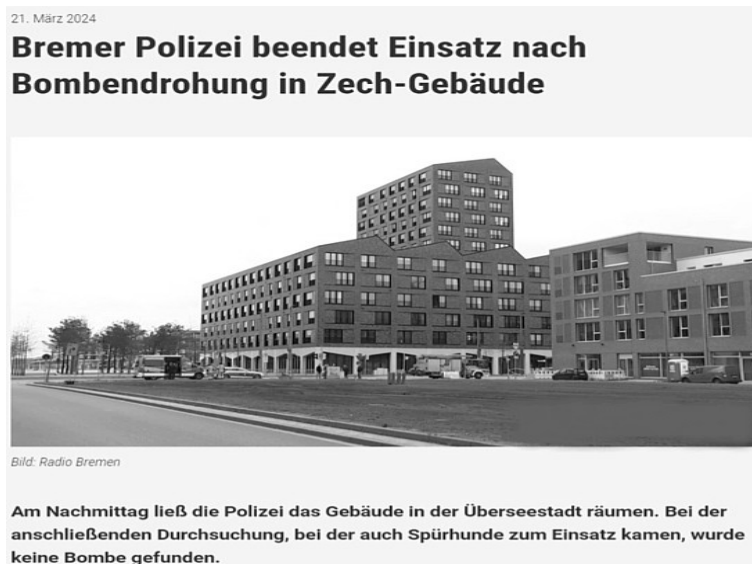 21. März 2024
Bremer Polizei beendet Einsatz nach
Bombendrohung in Zech-Gebäude
Bild: Radio Bremen
Am Nachmittag ließ die Polizei das Gebäude in der Überseestadt räumen. Bei der
anschließenden Durchsuchung, bei der auch Spürhunde zum Einsatz kamen, wurde
keine Bombe gefunden.